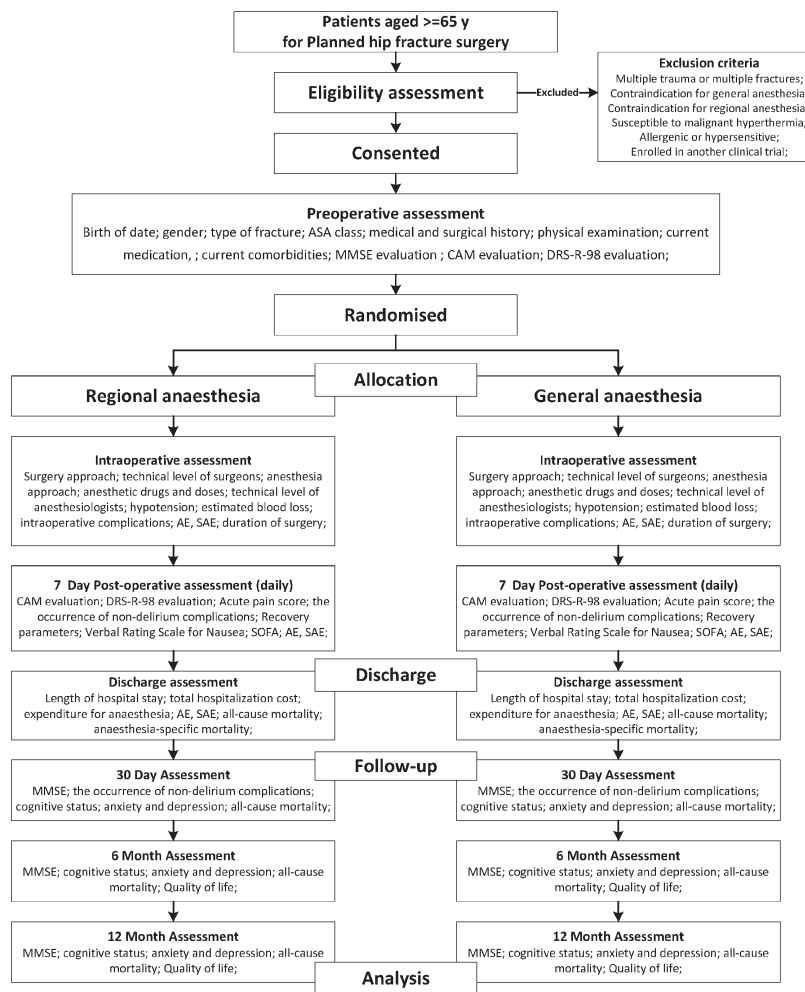 Patients aged >=65 y
for Planned hip fracture surgery
Eligibility assessment
Excluded
Exclusion criteria
Multiple trauma or multiple fractures;
Contraindication for general anesthesia
Contraindication for regional anesthesia
Susceptible to malignant hyperthermia;
Allergenic or hypersensitive;
Enrolled in another clinical trial;
Consented
Preoperative assessment
Birth of date; gender; type of fracture; ASA class; medical and surgical history; physical examination; current
medication, ; current comorbidities; MMSE evaluation ; CAM evaluation; DRS-R-98 evaluation;
Randomised
Allocation
Regional anaesthesia
Intraoperative assessment
Surgery approach; technical level of surgeons; anesthesia
approach; anesthetic drugs and doses; technical level of
anesthesiologists; hypotension; estimated blood loss;
intraoperative complications; AE, SAE; duration of surgery;
7 Day Post-operative assessment (daily)
CAM evaluation; DRS-R-98 evaluation; Acute pain score; the
occurrence of non-delirium complications; Recovery
parameters; Verbal Rating Scale for Nausea; SOFA; AE, SAE;
Discharge assessment
Length of hospital stay; total hospitalization cost;
expenditure for anaesthesia; AE, SAE; all-cause mortality;
anaesthesia-specific mortality;
30 Day Assessment
MMSE; the occurrence of non-delirium complications;
cognitive status; anxiety and depression; all-cause mortality;
6 Month Assessment
MMSE; cognitive status; anxiety and depression; all-cause
mortality; Quality of life;
12 Month Assessment
MMSE; cognitive status; anxiety and depression; all-cause
mortality; Quality of life;
General anaesthesia
Intraoperative assessment
Surgery approach; technical level of surgeons; anesthesia
approach; anesthetic drugs and doses; technical level of
anesthesiologists; hypotension; estimated blood loss;
intraoperative complications; AE, SAE; duration of surgery;
7 Day Post-operative assessment (daily)
CAM evaluation; DRS-R-98 evaluation; Acute pain score; the
occurrence of non-delirium complications; Recovery
parameters; Verbal Rating Scale for Nausea; SOFA; AE, SAE;
Discharge assessment
Length of hospital stay; total hospitalization cost;
expenditure for anaesthesia; AE, SAE; all-cause mortality;
anaesthesia-specific mortality;
30 Day Assessment
MMSE; the occurrence of non-delirium complications;
cognitive status; anxiety and depression; all-cause mortality;
6 Month Assessment
MMSE; cognitive status; anxiety and depression; all-cause
mortality; Quality of life;
12 Month Assessment
MMSE; cognitive status; anxiety and depression; all-cause
mortality; Quality of life;
Discharge
Follow-up
Analysis